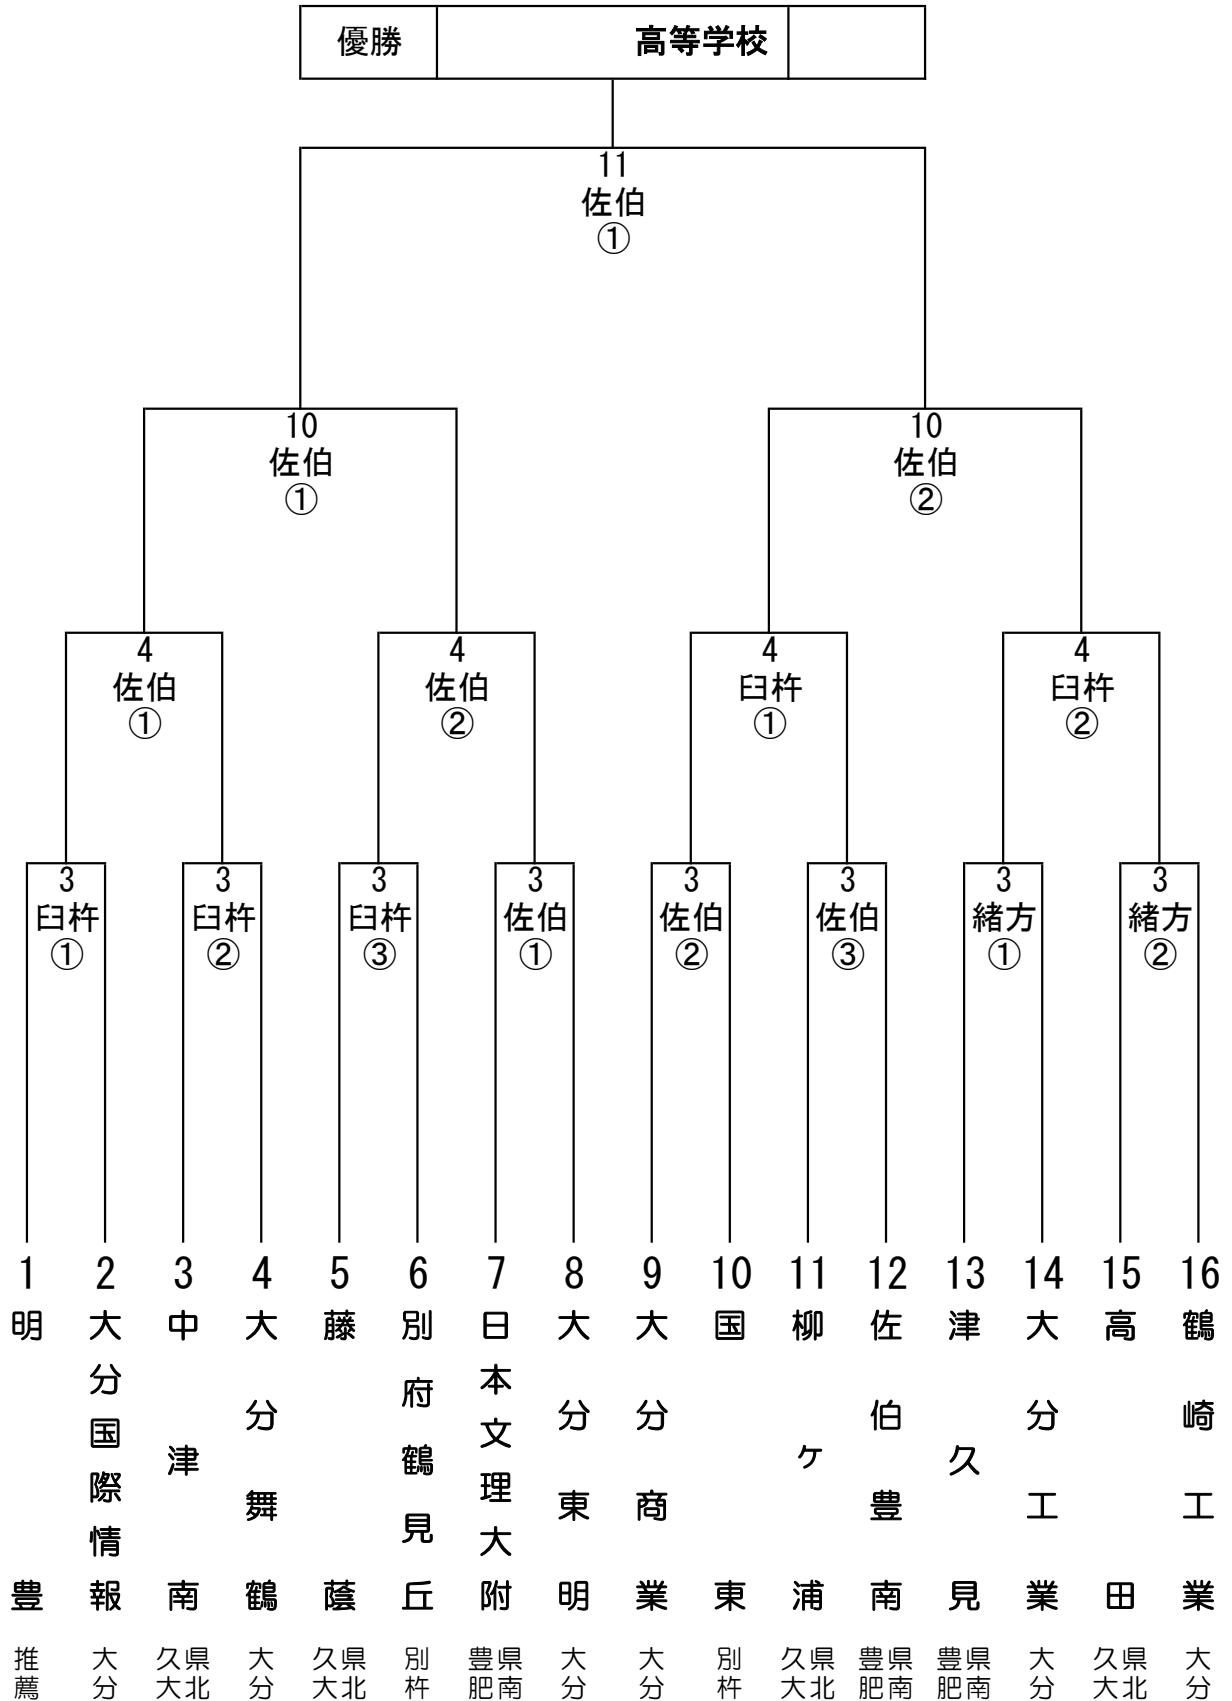 優勝 高等学校
11
佐伯
①
10 10
佐伯 佐伯
① ②
4 4 4 4
佐伯 佐伯 臼杵 臼杵
① ② ① ②
3 3 3 3 3 3 3 3
臼杵 臼杵 臼杵 佐伯 佐伯 佐伯 緒方 緒方
① ② ③ ① ② ③ ① ②
1 2 3 4 5 6 7 8 9 10 11 12 13 14 15 16
明豊
大分国際情報
中津南
大分舞鶴
藤蔭
別府鶴見丘
日本文理大附
大分東明
大分商業
国東
柳ヶ浦
佐伯豊南
津久見
大分工業
高田
鶴崎工業
推薦
大分
県北久大
大分
県北久大
別杵
県南豊肥
大分
大分
別杵
県北久大
県南豊肥
県南豊肥
大分
県北久大
大分